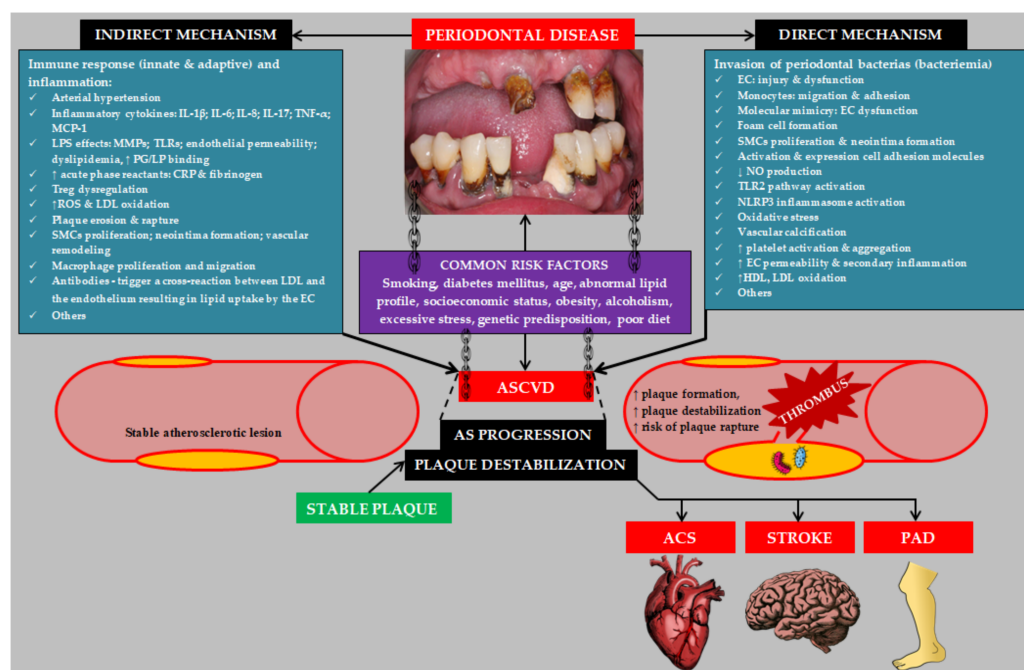 INDIRECT MECHANISM
PERIODONTAL DISEASE
DIRECT MECHANISM
Immune response (innate & adaptive) and
inflamation:
✓ Arterial hypertension
✓ Inflammatory cytokines: IL-1β; IL-6; IL-8; IL-17; TNF-α;
MCP-1
✓ LPS effects: MMPs; TLRs; endothelial permeability;
dyslipidemia, ↑ PG/LP binding
✓ ↑ acute phase reactants: CRP & fibrinogen
✓ Treg dysregulation
✓ ↑ROS & LDL oxidation
✓ Plaque erosion & rapture
✓ SMCs proliferation; neointima formation; vascular
remodeling
✓ Macrophage proliferation and migration
✓ Antibodies - trigger a cross-reaction between LDL and
the endothelium resulting in lipid uptake by the EC
✓ Others
Invasion of periodontal bacterias (bacteriemia)
✓ EC: injury & dysfunction
✓ Monocytes: migration & adhesion
✓ Molecular mimicry: EC dysfunction
✓ Foam cell formation
✓ SMCs proliferation & neointima formation
✓ Activation & expression cell adhesion molecules
✓ ↓ NO production
✓ TLR2 pathway activation
✓ NLRP3 inflammasome activation
✓ Oxidative stress
✓ Vascular calcification
✓ ↑ platelet activation & aggregation
✓ ↑ EC permeability & secondary inflammation
✓ ↑HDL, LDL oxidation
✓ Others
COMMON RISK FACTORS
Smoking, diabetes mellitus, age, abnormal lipid
profile, socioeconomic status, obesity, alcoholism,
excessive stress, genetic predisposition, poor diet
ASCVD
Stable atherosclerotic lesion
↑ plaque formation,
↑ plaque destabilization
↑ risk of plaque rapture
THROMBUS
AS PROGRESSION
PLAQUE DESTABILIZATION
STABLE PLAQUE
ACS
STROKE
PAD